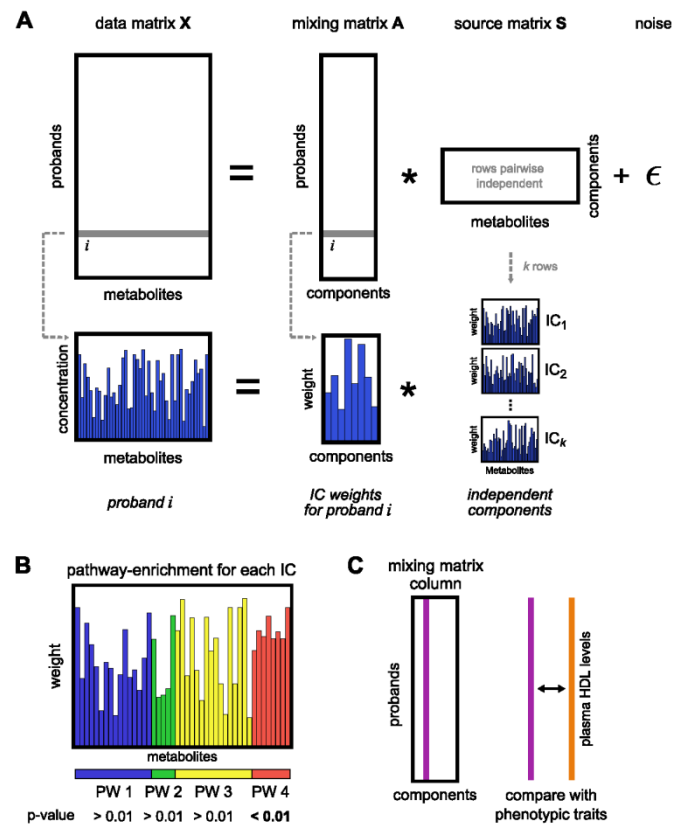 A
data matrix X
mixing matrix A
source matrix S
noise
probands
i
metabolites
=
probands
i
components
*
rows pairwise
independent
metabolites
components
+ ϵ
k rows
concentration
metabolites
=
weight
components
*
weight
IC1
weight
IC2
...
weight
ICk
Metabolites
proband i
IC weights
for proband i
independent
components
B
pathway-enrichment for each IC
weight
metabolites
PW 1 PW 2 PW 3 PW 4
p-value > 0.01 > 0.01 > 0.01 < 0.01
C
mixing matrix
column
probands
components
plasma HDL levels
compare with
phenotypic traits